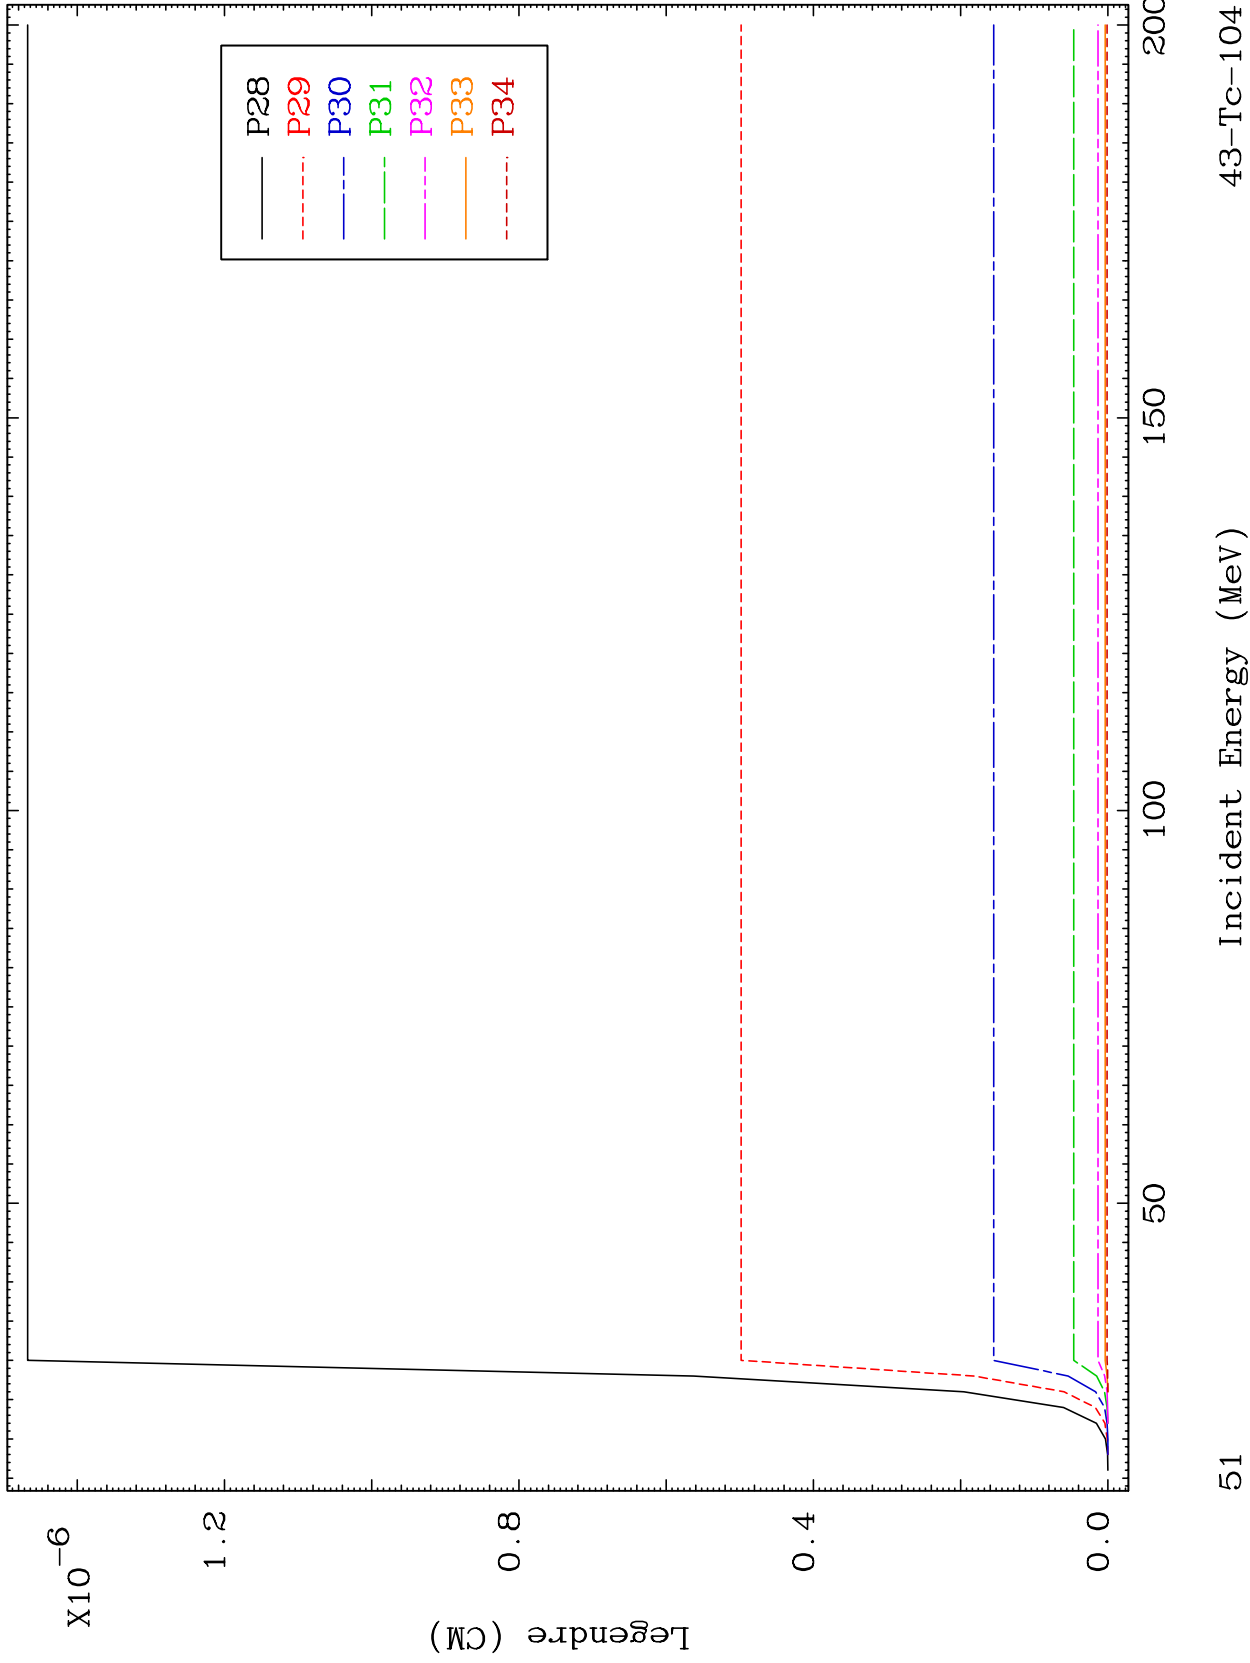 X10-6
1.2
0.8
0.4
0.0
Legendre (CM)
P28
P29
P30
P31
P32
P33
P34
50
100
150
200
Incident Energy (MeV)
51
43-Tc-104